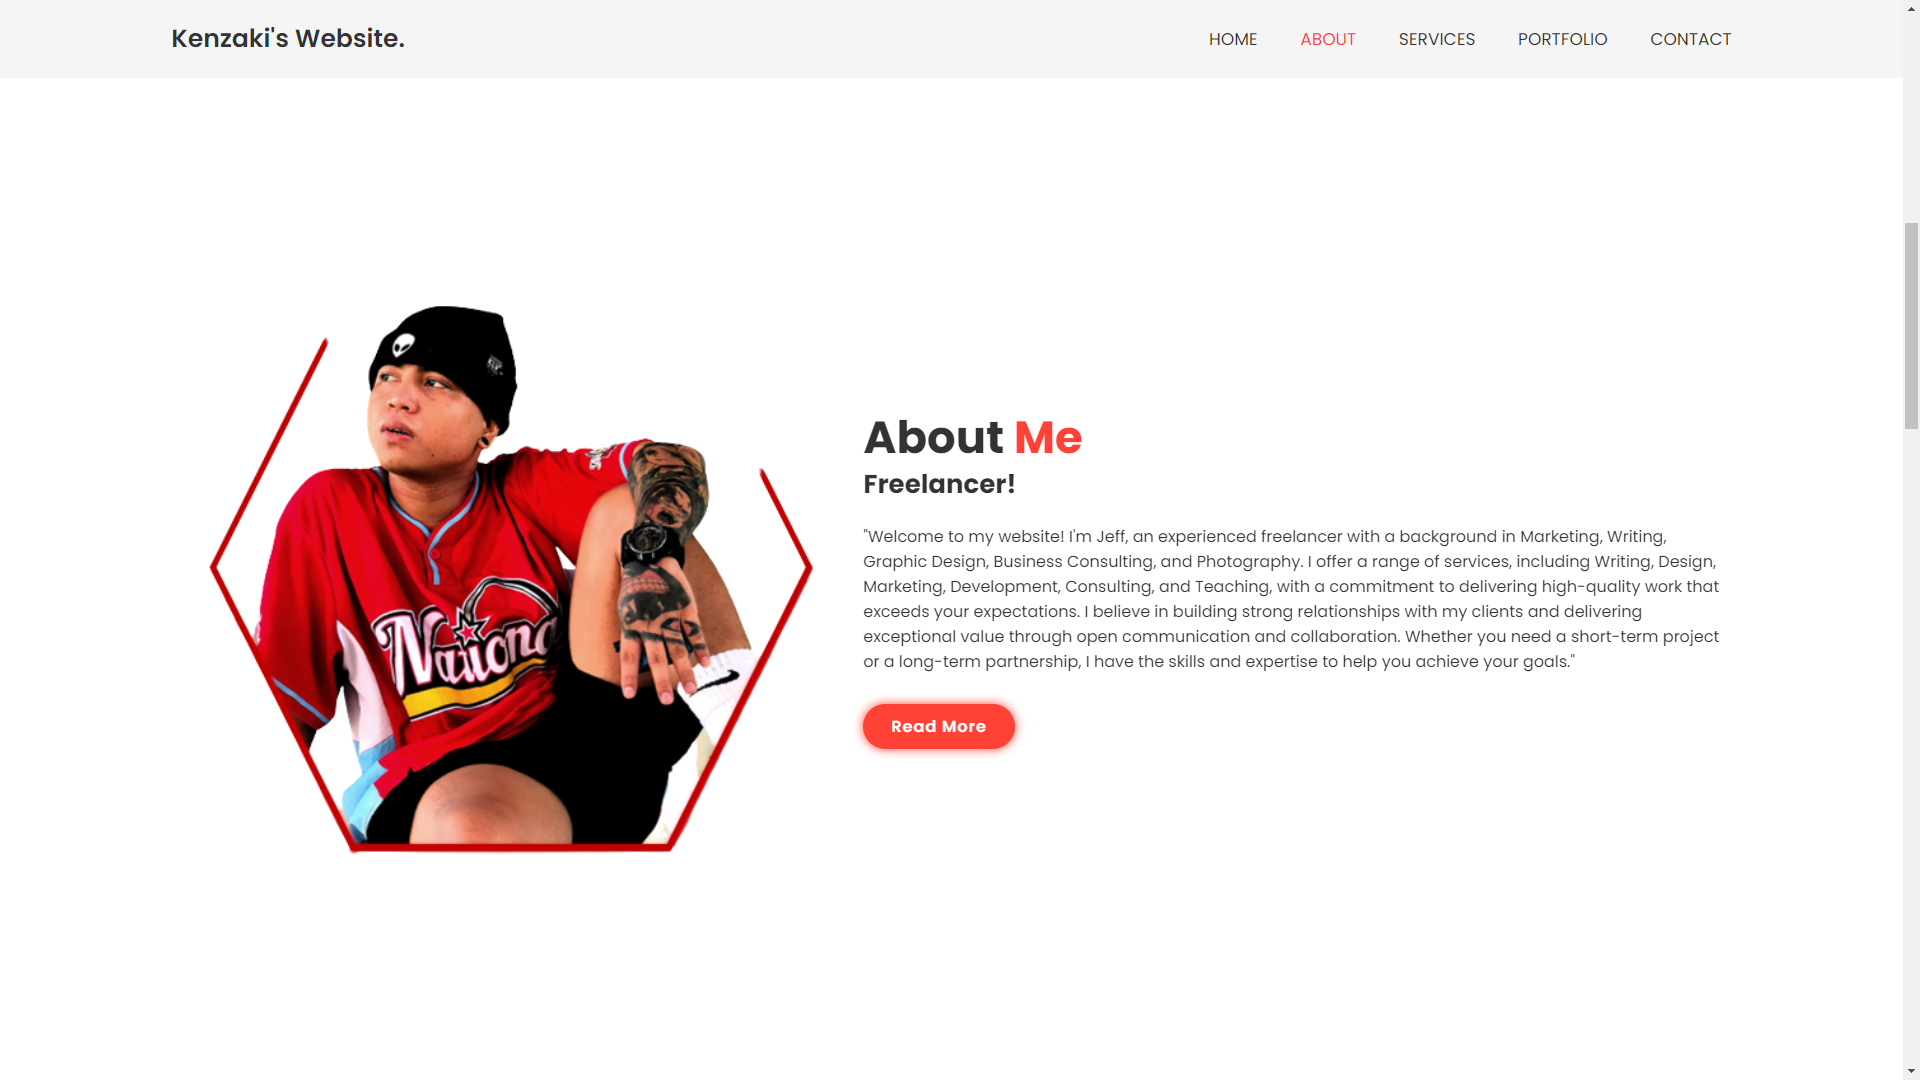 Kenzaki's Website.
HOME ABOUT SERVICES PORTFOLIO CONTACT
About Me
Freelancer!
"Welcome to my website! I'm Jeff, an experienced freelancer with a background in Marketing, Writing,
Graphic Design, Business Consulting, and Photography. I offer a range of services, including Writing, Design,
Marketing, Development, Consulting, and Teaching, with a commitment to delivering high-quality work that
exceeds your expectations. I believe in building strong relationships with my clients and delivering
exceptional value through open communication and collaboration. Whether you need a short-term project
or a long-term partnership, I have the skills and expertise to help you achieve your goals."
Read More